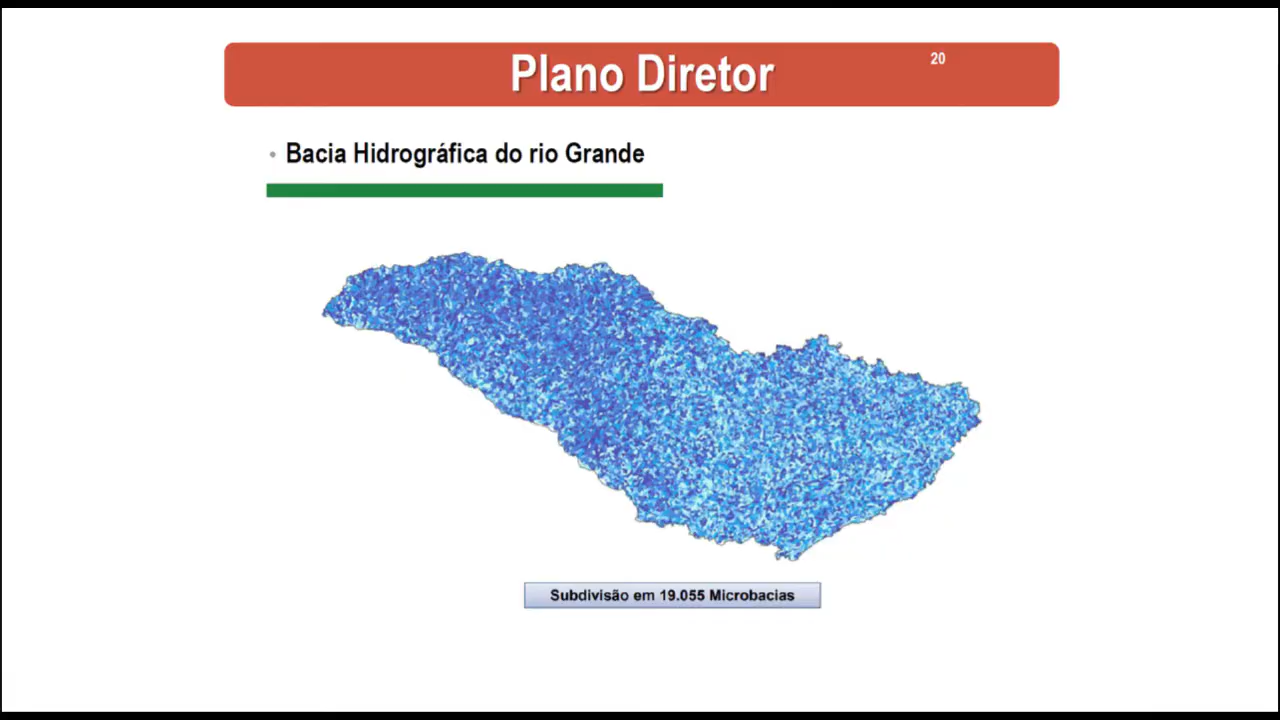 Plano Diretor
20
Bacia Hidrográfica do rio Grande
Subdivisão em 19.055 Microbacias